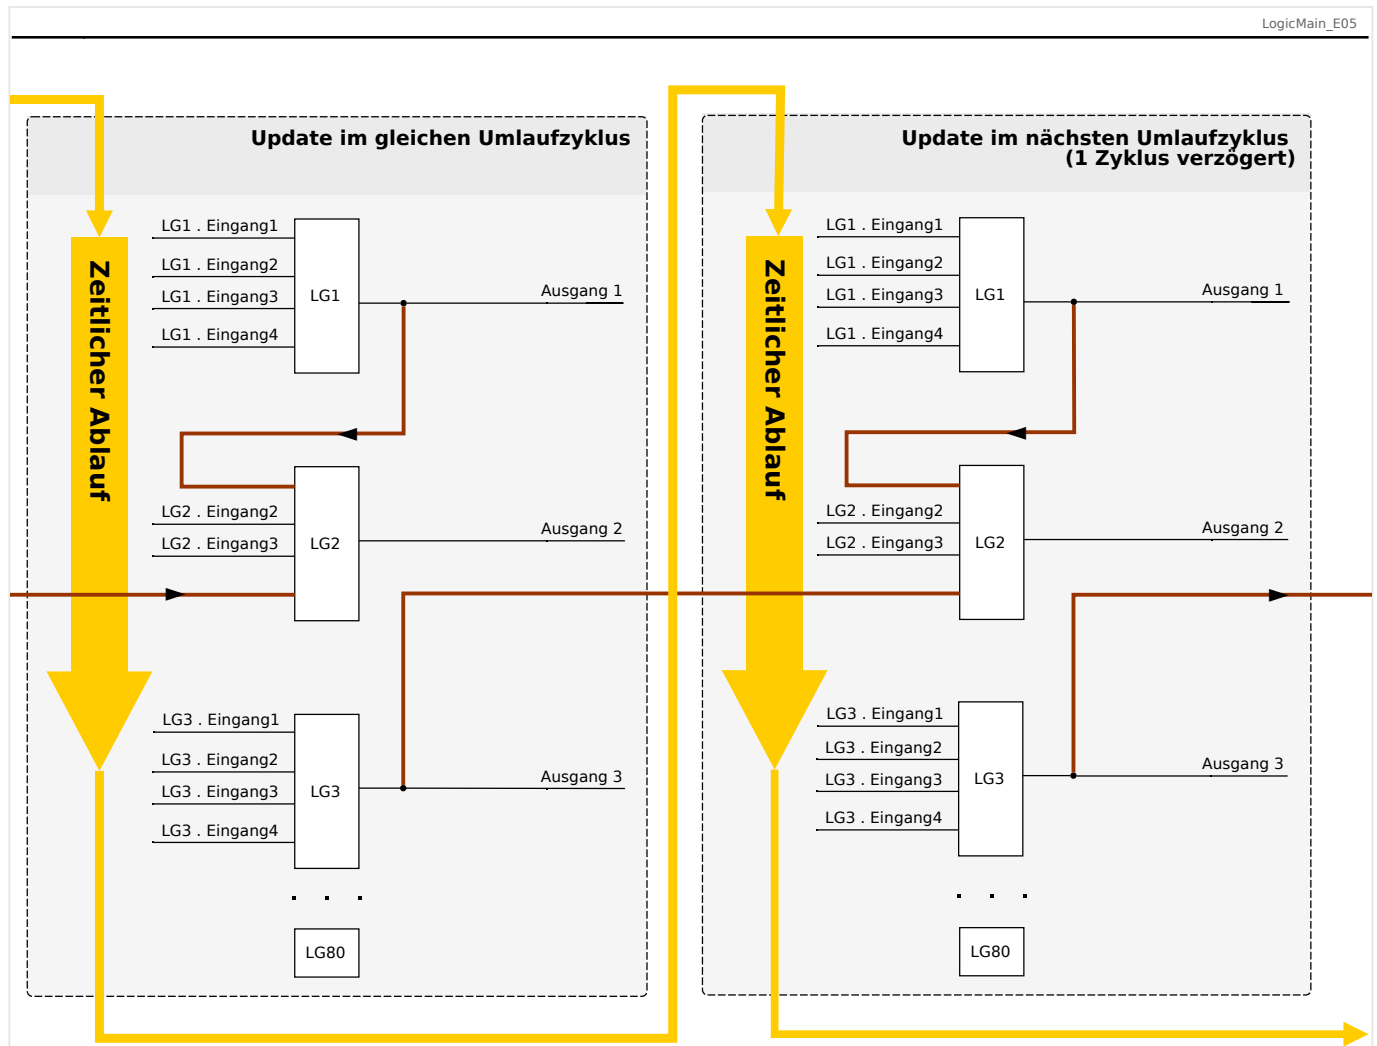 LogicMain_E05
Update im gleichen Umlaufzyklus
Zeitlicher Ablauf
LG1 . Eingang1
LG1 . Eingang2
LG1 . Eingang3
LG1 . Eingang4
LG1
Ausgang 1
LG2 . Eingang2
LG2 . Eingang3
LG2
Ausgang 2
LG3 . Eingang1
LG3 . Eingang2
LG3 . Eingang3
LG3 . Eingang4
LG3
Ausgang 3
. . .
LG80
Update im nächsten Umlaufzyklus
(1 Zyklus verzögert)
Zeitlicher Ablauf
LG1 . Eingang1
LG1 . Eingang2
LG1 . Eingang3
LG1 . Eingang4
LG1
Ausgang 1
LG2 . Eingang2
LG2 . Eingang3
LG2
Ausgang 2
LG3 . Eingang1
LG3 . Eingang2
LG3 . Eingang3
LG3 . Eingang4
LG3
Ausgang 3
. . .
LG80